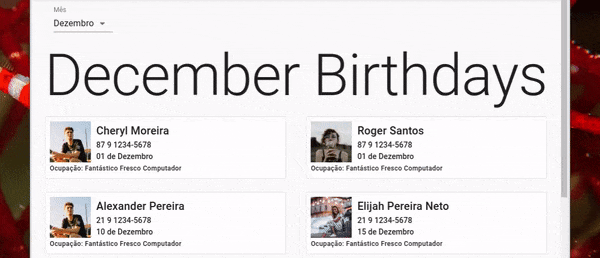 Mês
Dezembro
December Birthdays
Cheryl Moreira
87 9 1234-5678
01 de Dezembro
Ocupação: Fantástico Fresco Computador
Roger Santos
87 9 1234-5678
01 de Dezembro
Ocupação: Fantástico Fresco Computador
Alexander Pereira
21 9 1234-5678
10 de Dezembro
Ocupação: Fantástico Fresco Computador
Elijah Pereira Neto
21 9 1234-5678
15 de Dezembro
Ocupação: Fantástico Fresco Computador